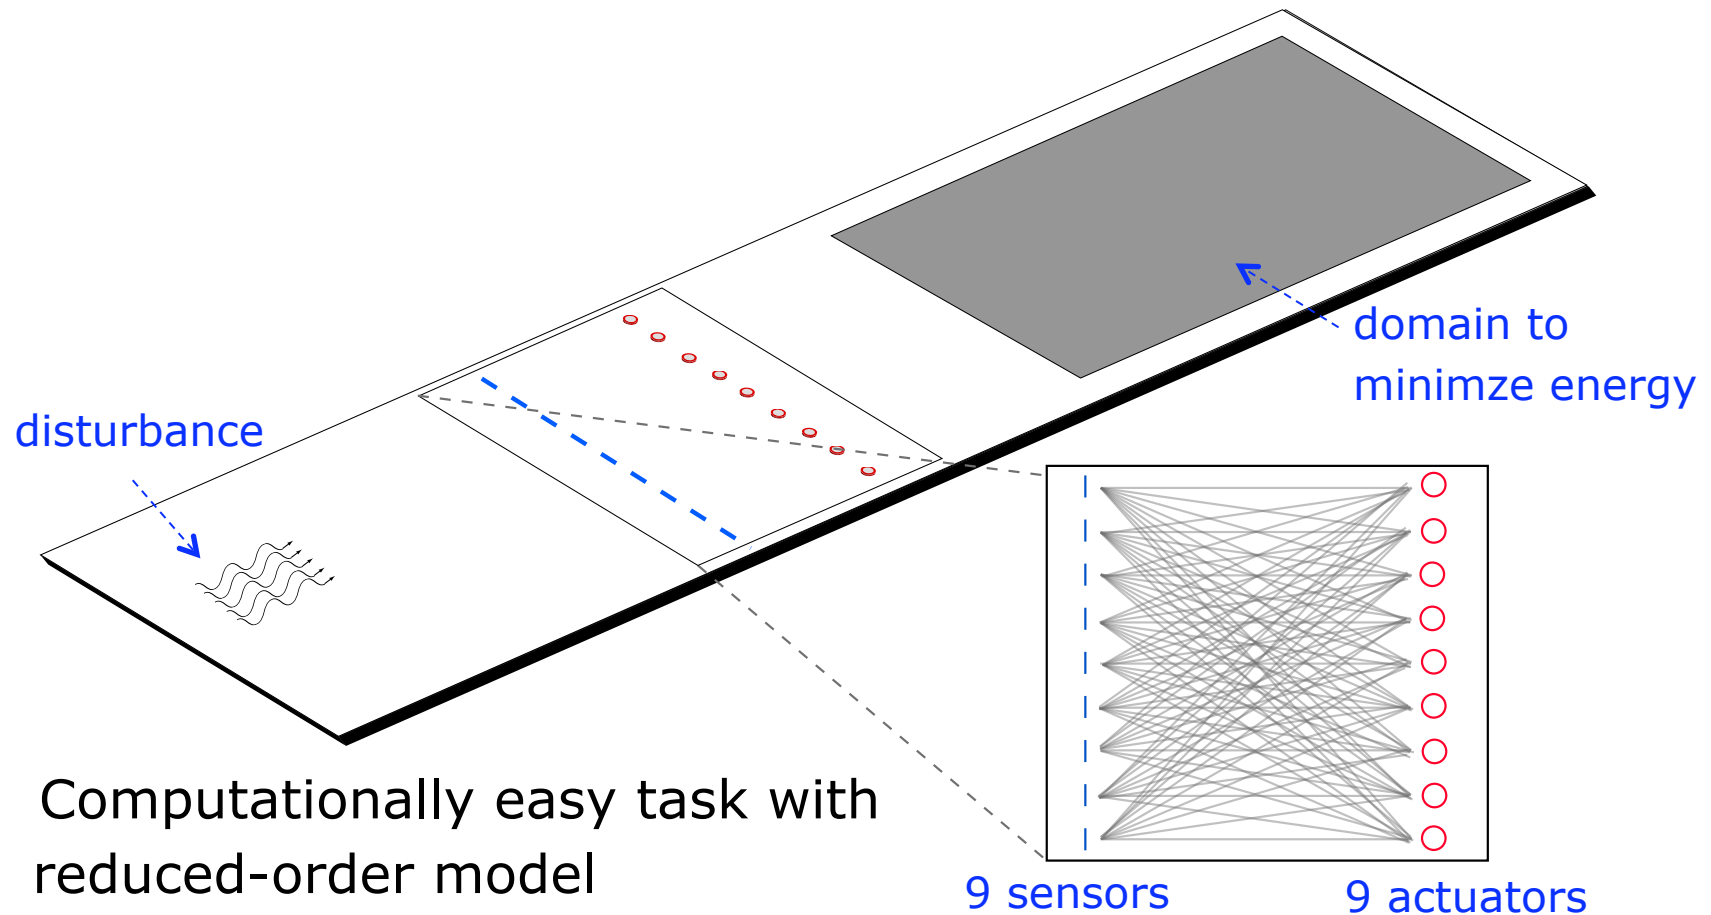 disturbance
domain to
minimze energy
Computationally easy task with
reduced-order model
9 sensors
9 actuators